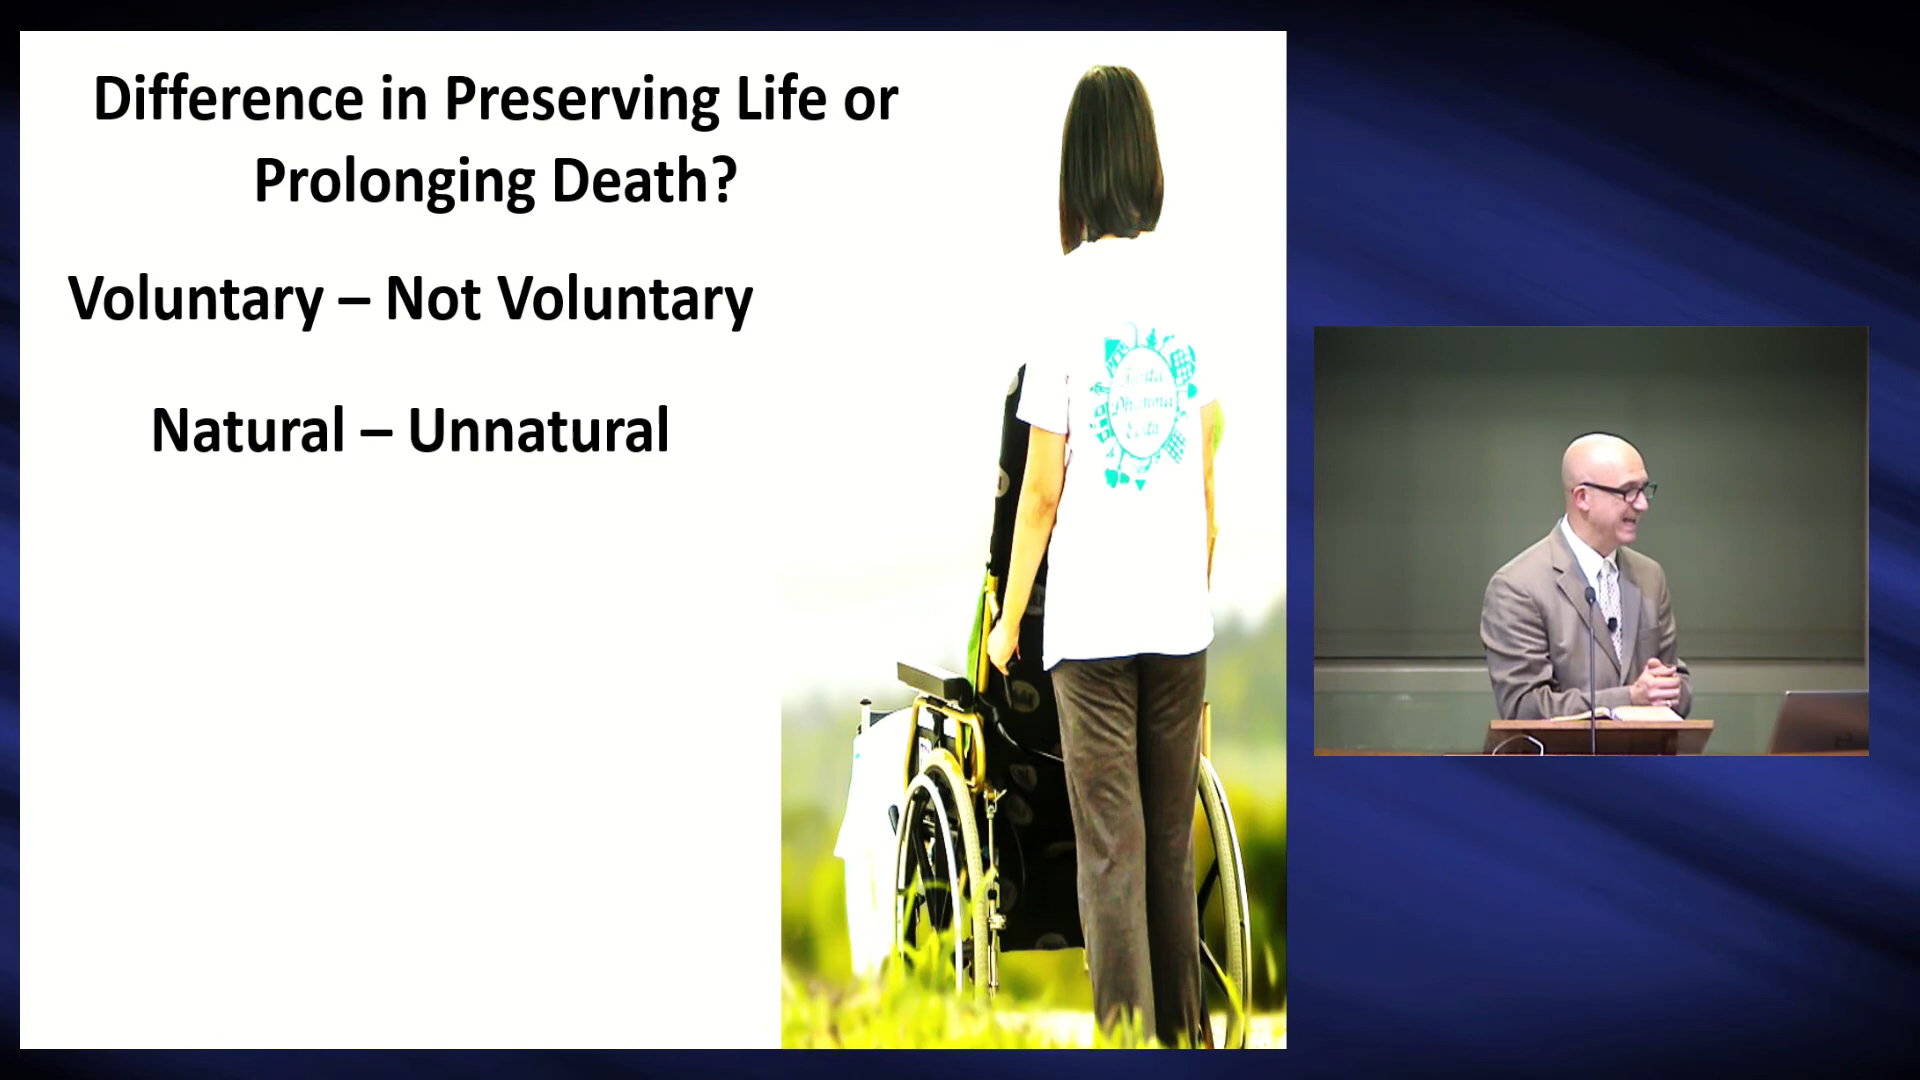 Difference in Preserving Life or
Prolonging Death?
Voluntary – Not Voluntary
Natural – Unnatural